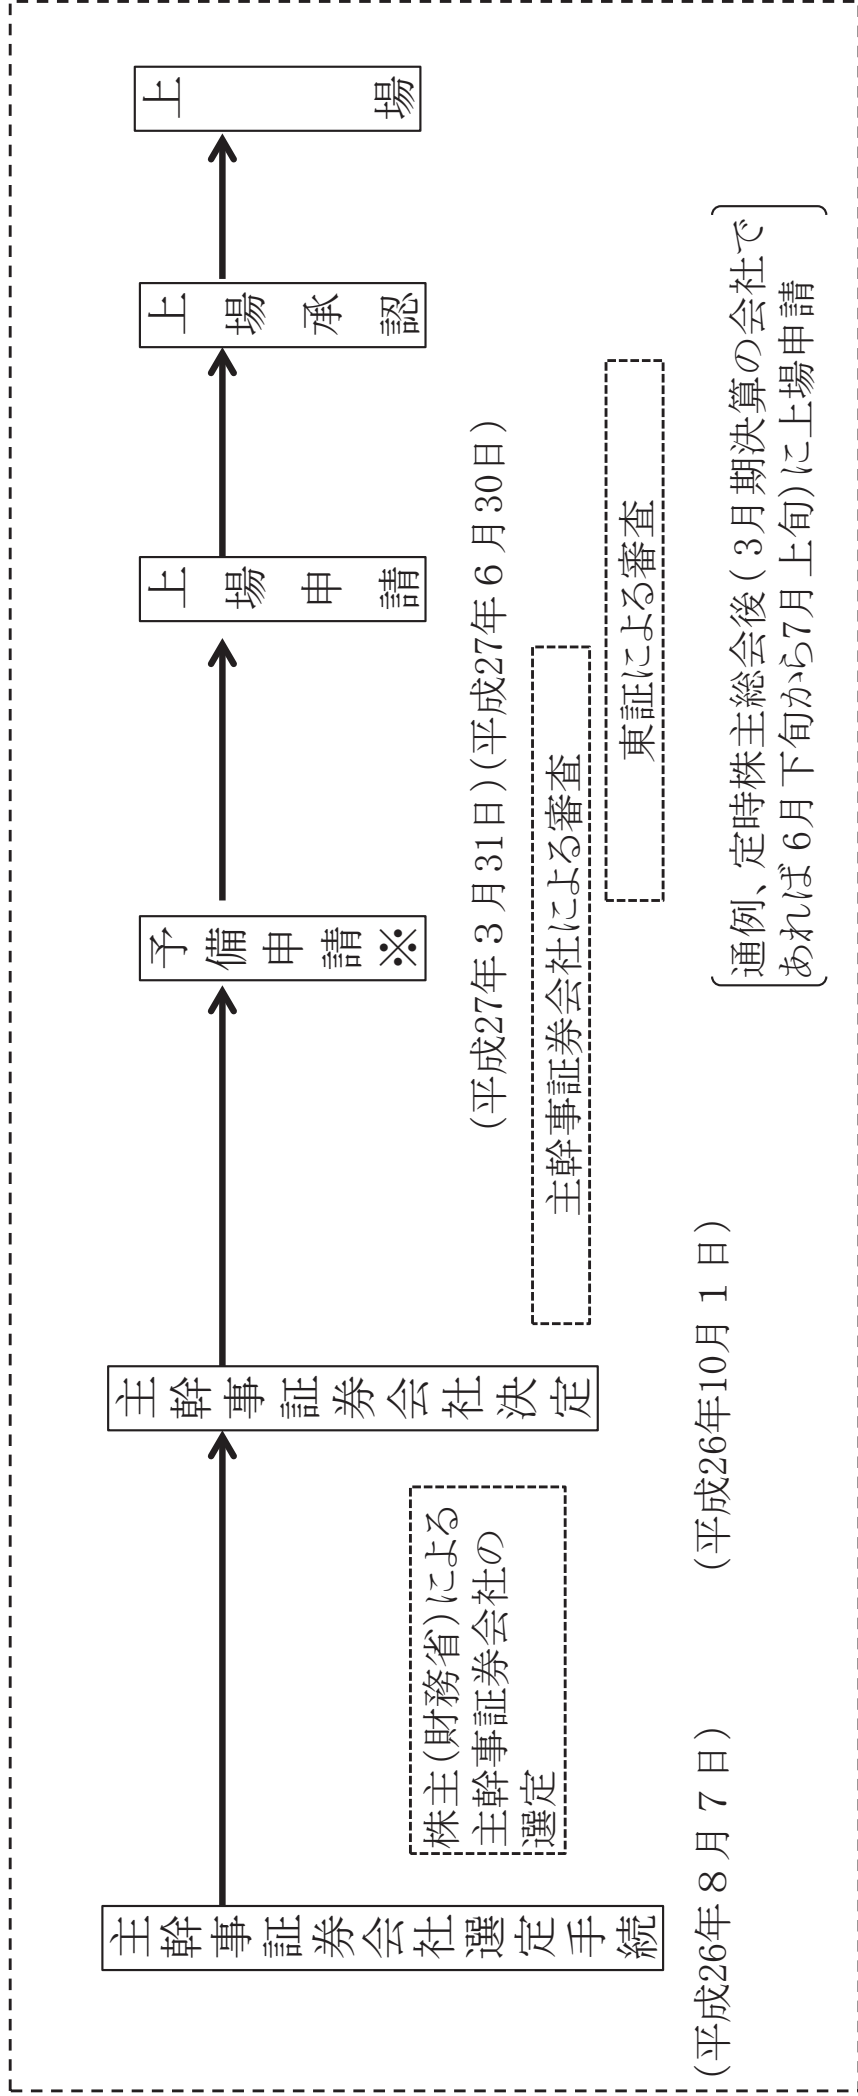 主幹事証券会社選定手続
主幹事証券会社決定
予備申請※
上場申請
上場承認
上場
株主(財務省)による
主幹事証券会社の
選定
(平成27年3月31日)(平成27年6月30日)
主幹事証券会社による審査
東証による審査
(平成26年8月7日)
(平成26年10月1日)
通例、定時株主総会後(3月期決算の会社で
あれば6月下旬から7月上旬)に上場申請